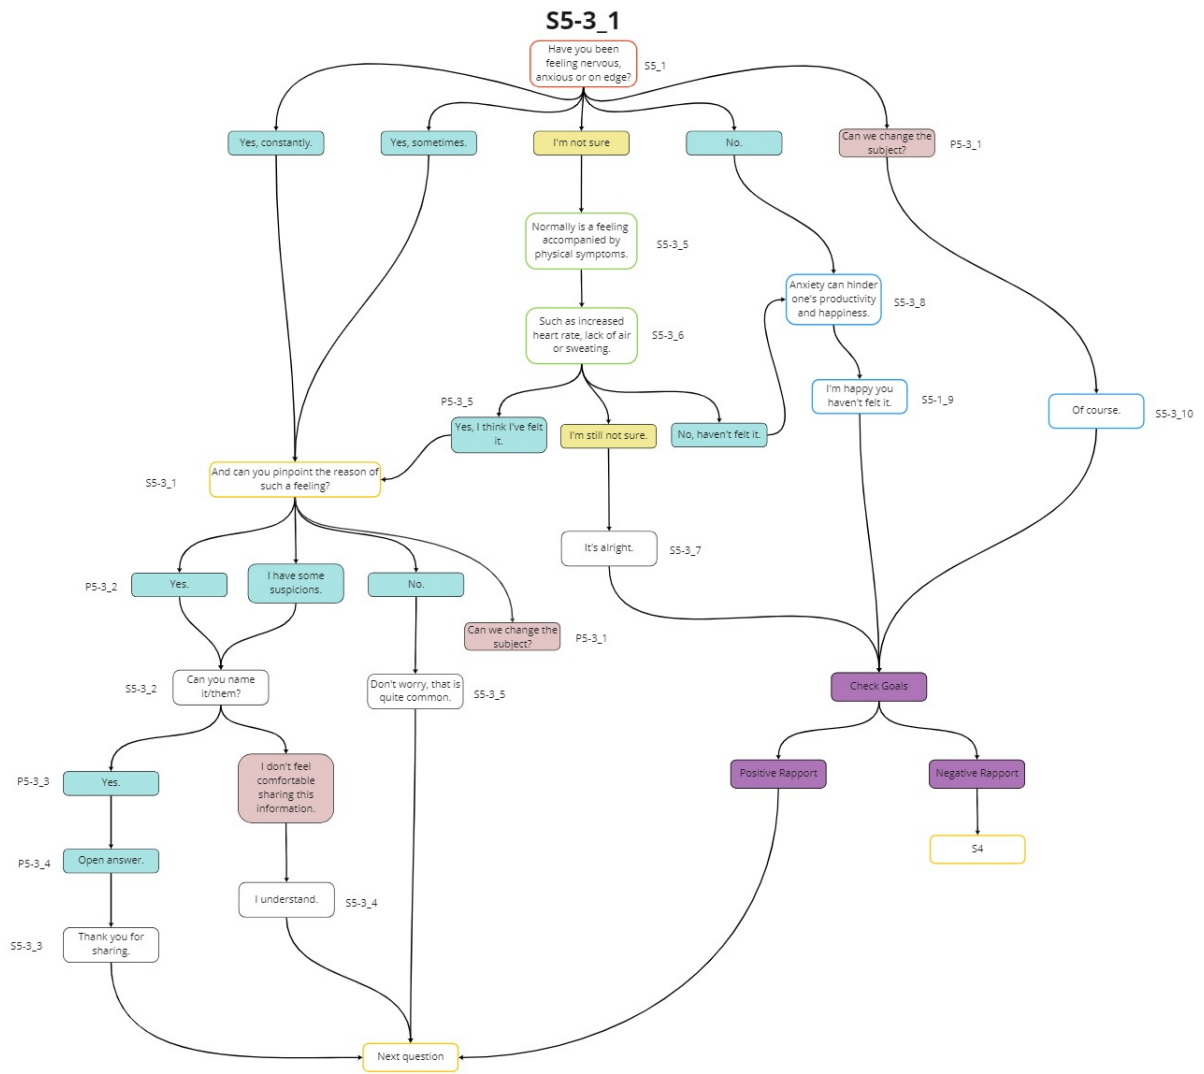 S5-3_1
Have you been
feeling nervous,
anxious or on edge?
S5_1
Yes, constantly.
Yes, sometimes.
I'm not sure
No.
Can we change the
subject?
P5-3_1
Normally is a feeling
accompanied by
physical symptoms.
S5-3_5
Anxiety can hinder
one's productivity
and happiness.
S5-3_8
Such as increased
heart rate, lack of air
or sweating.
S5-3_6
I'm happy you
haven't felt it.
S5-1_9
Of course.
S5-3_10
P5-3_5
Yes, I think I've felt
it.
I'm still not sure.
No, haven't felt it.
And can you pinpoint the reason of
such a feeling?
S5-3_1
It's alright.
S5-3_7
P5-3_2
Yes.
I have some
suspicions.
No.
Can we change the
subject?
P5-3_1
S5-3_2
Can you name
it/them?
Don't worry, that is
quite common.
S5-3_5
Check Goals
P5-3_3
Yes.
I don't feel
comfortable
sharing this
information.
Positive Rapport
Negative Rapport
P5-3_4
Open answer.
S4
I understand.
S5-3_4
S5-3_3
Thank you for
sharing.
Next question